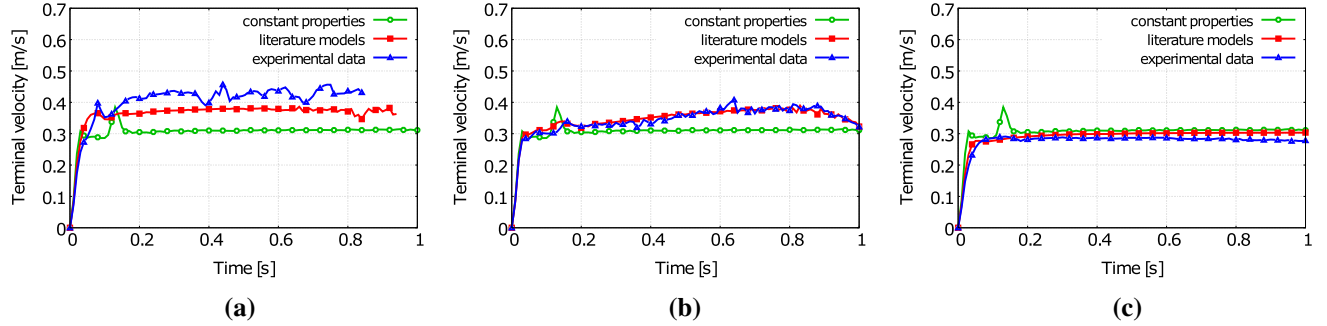 Terminal velocity [m/s]
0.7
0.6
0.5
0.4
0.3
0.2
0.1
0
0 0.2 0.4 0.6 0.8 1
Time [s]
constant properties
literature models
experimental data
(a)
Terminal velocity [m/s]
0.7
0.6
0.5
0.4
0.3
0.2
0.1
0
0 0.2 0.4 0.6 0.8 1
Time [s]
constant properties
literature models
experimental data
(b)
Terminal velocity [m/s]
0.7
0.6
0.5
0.4
0.3
0.2
0.1
0
0 0.2 0.4 0.6 0.8 1
Time [s]
constant properties
literature models
experimental data
(c)